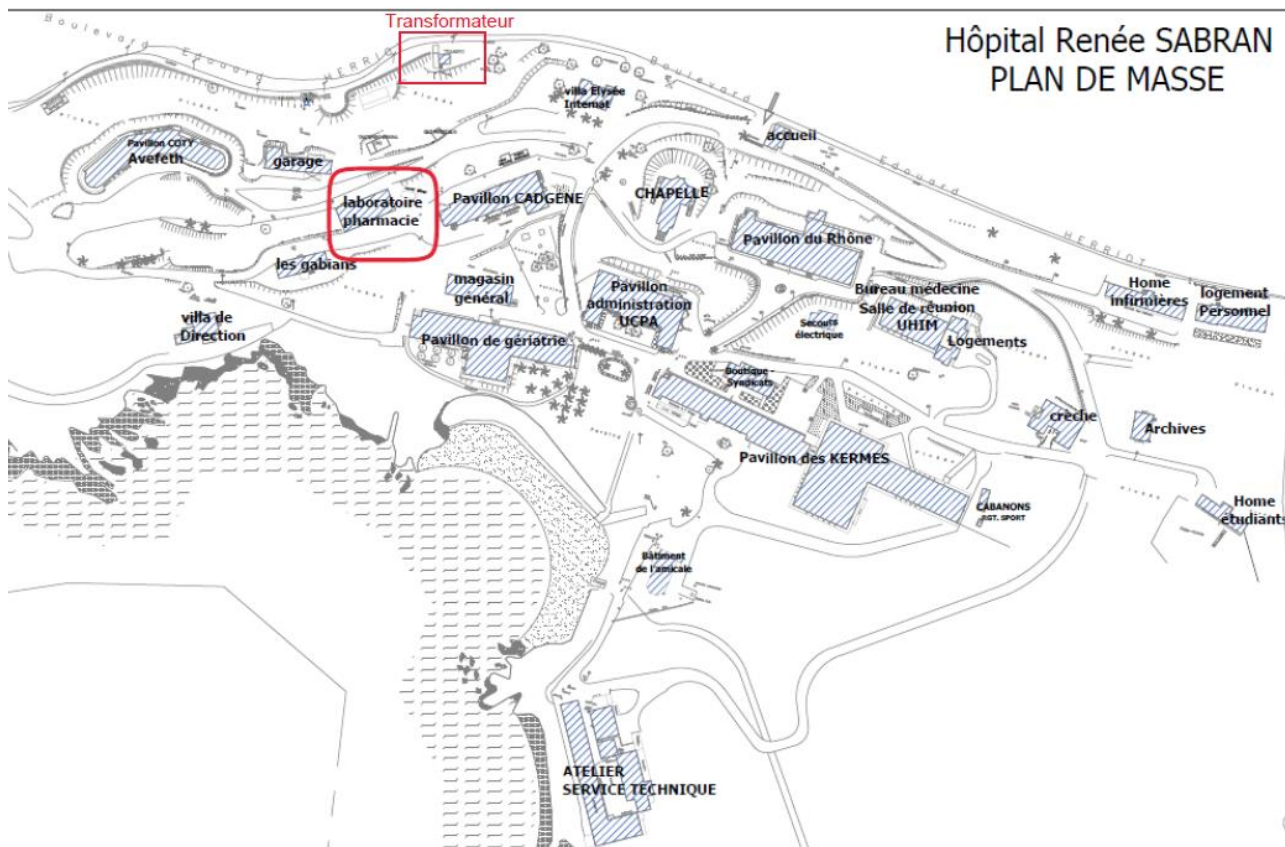 Transformateur
Hôpital Renée SABRAN
PLAN DE MASSE
Boulevard Edouard HERRIOT
Boulevard Edouard HERRIOT
villa Elysée
Internat
accueil
Pavillon COTY
Avefeth
garage
laboratoire
pharmacie
Pavillon CADGENE
CHAPELLE
Pavillon du Rhône
les gabians
magasin
général
Pavillon
administration
UCPA
Bureau médecine
Salle de réunion
UHIM
Logements
Home
infirmières
logement
Personnel
villa de
Direction
Pavillon de gériatrie
Secours
électrique
Boutique -
Syndicats
crèche
Archives
Pavillon des KERMES
CABANONS
RGT. SPORT
Home
étudiants
Bâtiment
de l'amicale
ATELIER
SERVICE TECHNIQUE